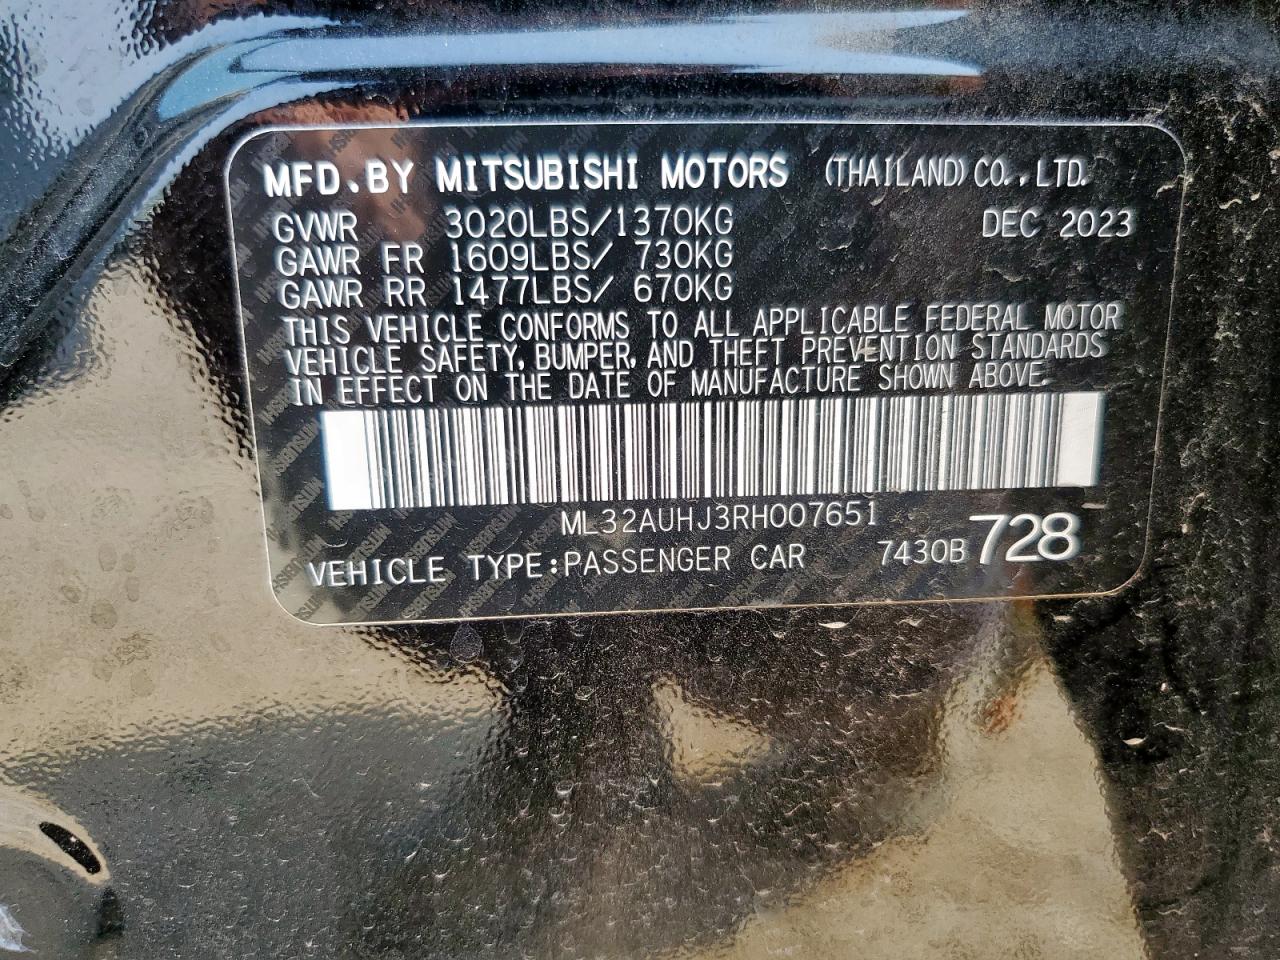 MFD.BY MITSUBISHI MOTORS (THAILAND) CO.,LTD.
GVWR 3020LBS/1370KG DEC 2023
GAWR FR 1609LBS/ 730KG
GAWR RR 1477LBS/ 670KG
THIS VEHICLE CONFORMS TO ALL APPLICABLE FEDERAL MOTOR
VEHICLE SAFETY, BUMPER, AND THEFT PREVENTION STANDARDS
IN EFFECT ON THE DATE OF MANUFACTURE SHOWN ABOVE.
ML32AUHJ3RH007651
VEHICLE TYPE:PASSENGER CAR 7430B 728